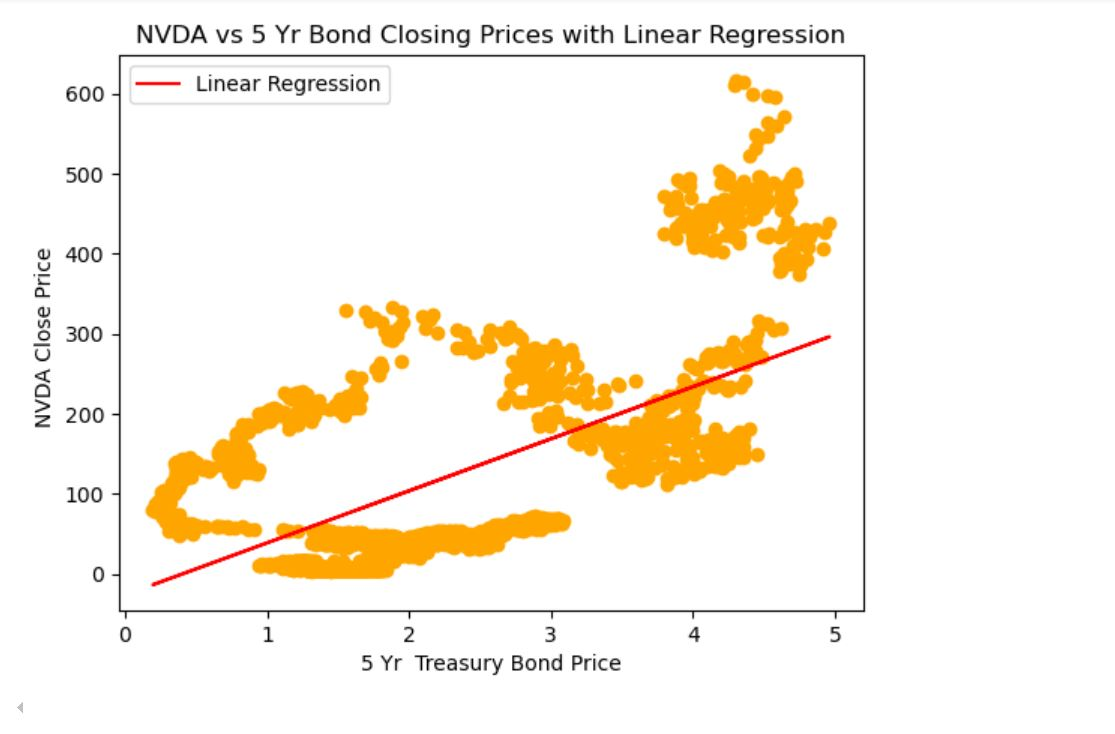 NVDA vs 5 Yr Bond Closing Prices with Linear Regression
Linear Regression
600
500
400
300
200
100
0
NVDA Close Price
0 1 2 3 4 5
5 Yr  Treasury Bond Price